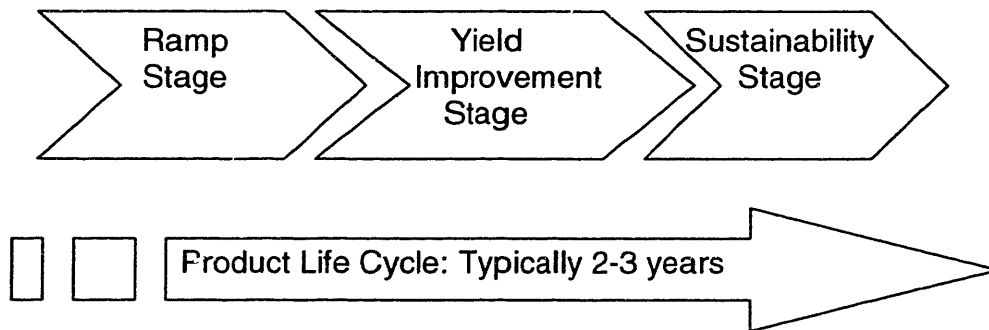 Ramp
Stage
Yield
Improvement
Stage
Sustainability
Stage
Product Life Cycle: Typically 2-3 years